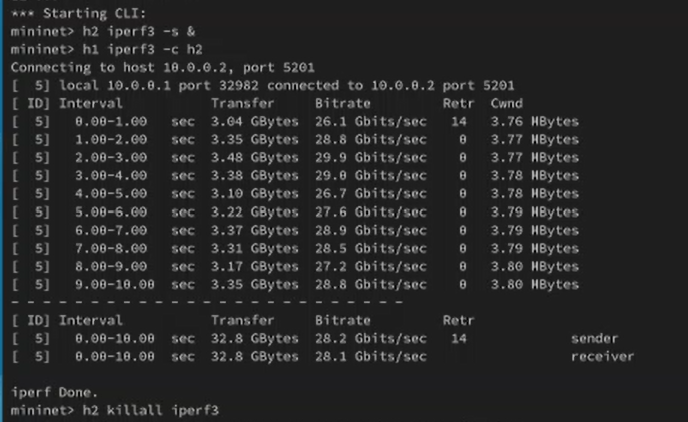 *** Starting CLI:
mininet> h2 iperf3 -s &
mininet> h1 iperf3 -c h2
Connecting to host 10.0.0.2, port 5201
[  5] local 10.0.0.1 port 32982 connected to 10.0.0.2 port 5201
[ ID] Interval           Transfer     Bitrate         Retr  Cwnd
[  5]   0.00-1.00   sec  3.04 GBytes  26.1 Gbits/sec   14   3.76 MBytes
[  5]   1.00-2.00   sec  3.35 GBytes  28.8 Gbits/sec    0   3.77 MBytes
[  5]   2.00-3.00   sec  3.48 GBytes  29.9 Gbits/sec    0   3.77 MBytes
[  5]   3.00-4.00   sec  3.38 GBytes  29.0 Gbits/sec    0   3.78 MBytes
[  5]   4.00-5.00   sec  3.10 GBytes  26.7 Gbits/sec    0   3.78 MBytes
[  5]   5.00-6.00   sec  3.22 GBytes  27.6 Gbits/sec    0   3.79 MBytes
[  5]   6.00-7.00   sec  3.37 GBytes  28.9 Gbits/sec    0   3.79 MBytes
[  5]   7.00-8.00   sec  3.31 GBytes  28.5 Gbits/sec    0   3.79 MBytes
[  5]   8.00-9.00   sec  3.17 GBytes  27.2 Gbits/sec    0   3.80 MBytes
[  5]   9.00-10.00  sec  3.35 GBytes  28.8 Gbits/sec    0   3.80 MBytes
- - - - - - - - - - - - - - - - - - - - - - - - -
[ ID] Interval           Transfer     Bitrate         Retr
[  5]   0.00-10.00  sec  32.8 GBytes  28.2 Gbits/sec   14             sender
[  5]   0.00-10.00  sec  32.8 GBytes  28.1 Gbits/sec                  receiver
iperf Done.
mininet> h2 killall iperf3